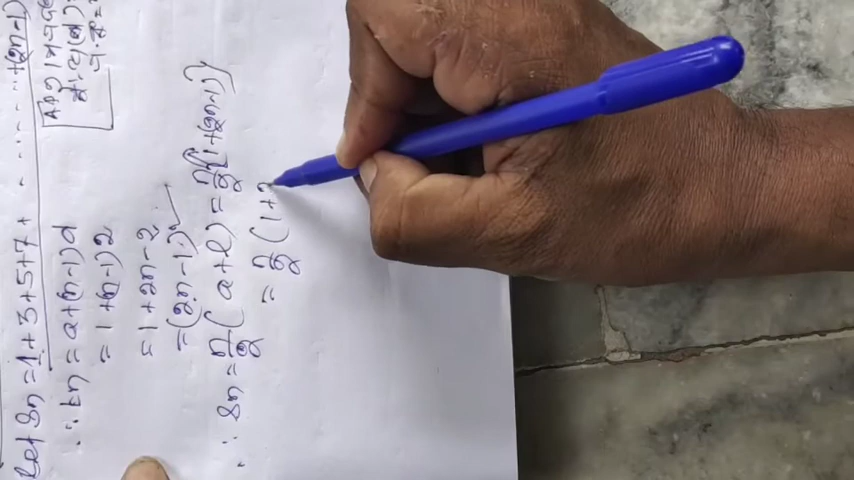 Let Sn = 1+3+5+7+ - ... - - - +(2n-1)
∴ tn = a+(n-1)d
= 1+(n-1)2
= 1+2n-2
= (2n-1)
∴ Sn = n/2 (a+l) = n/2 {1+(2n-1)}
= n/2 (1+2